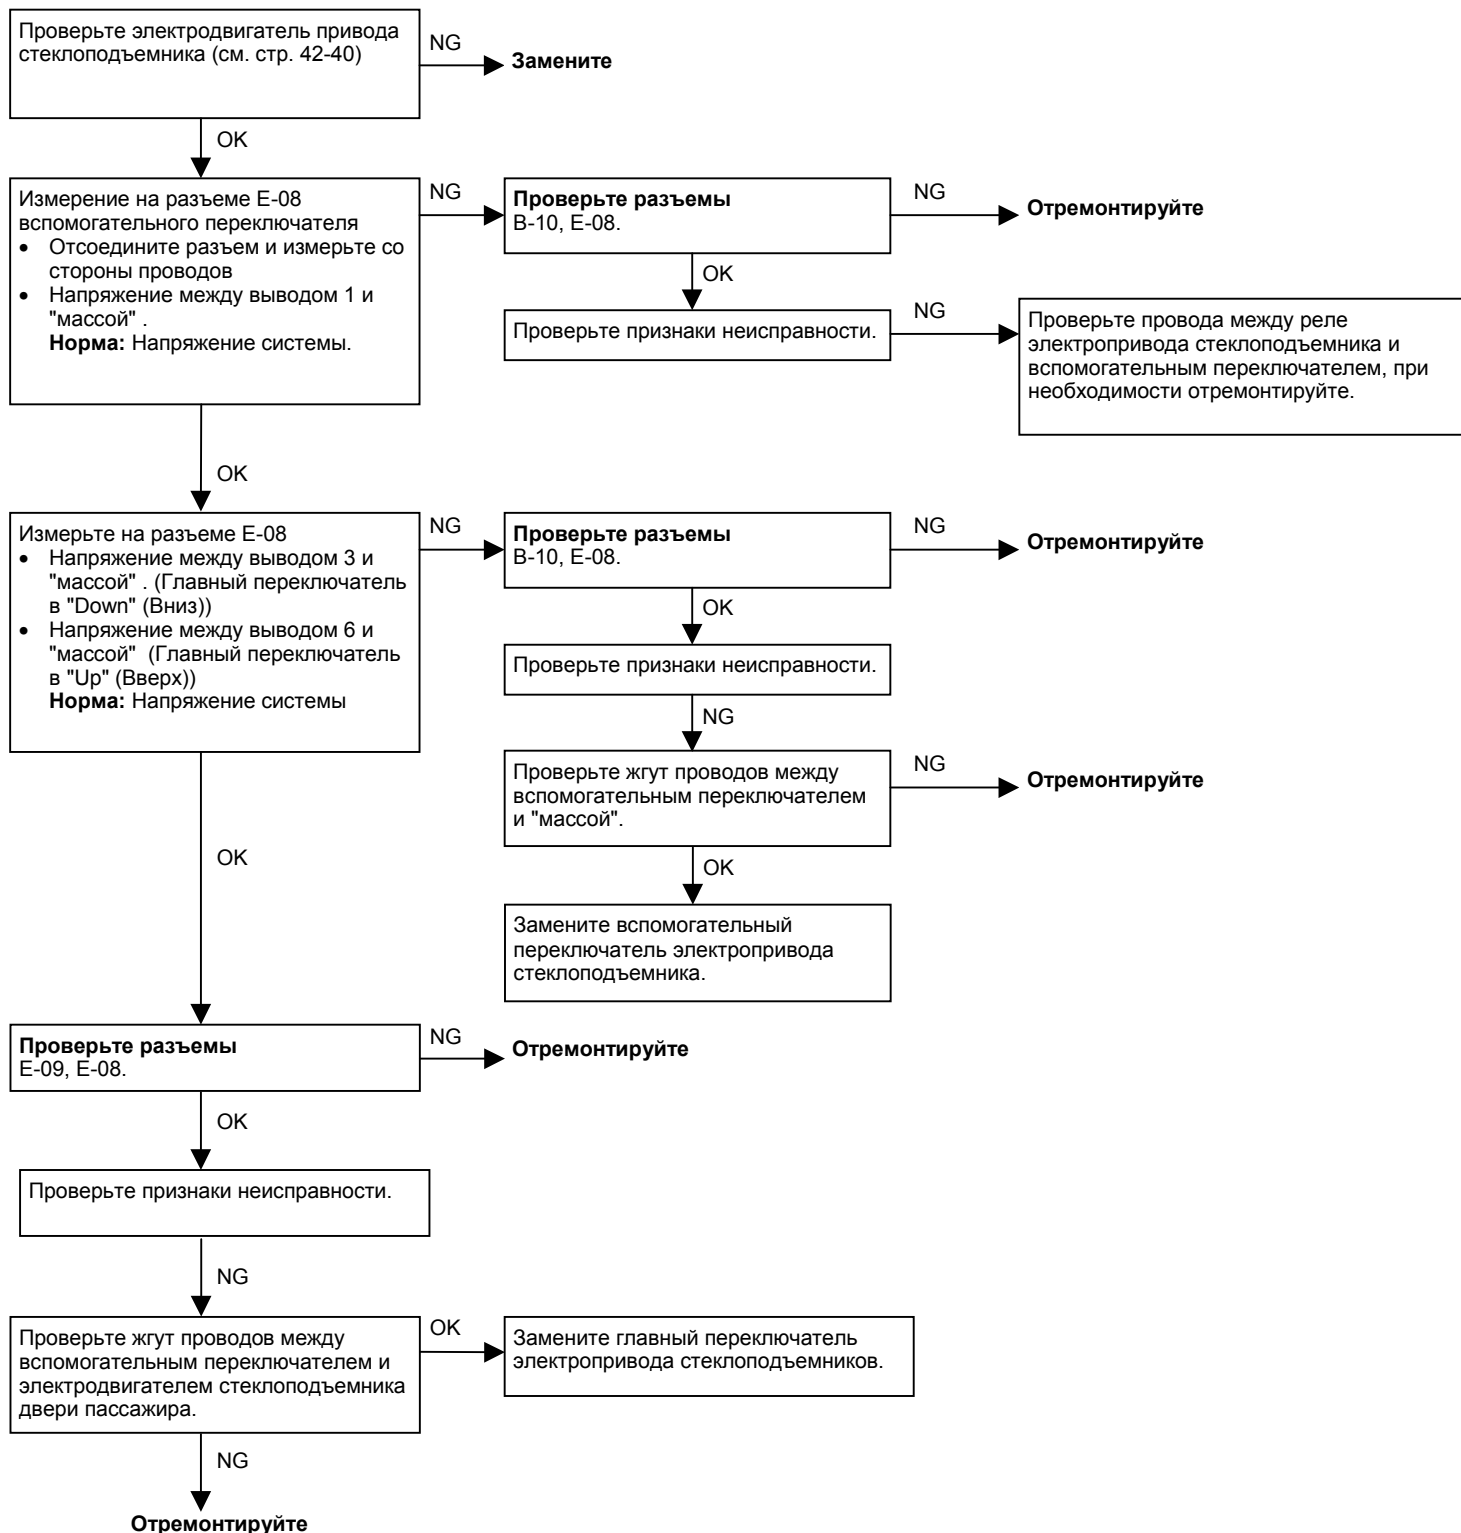 Проверьте электродвигатель привода
стеклоподъемника (см. стр. 42-40)
NG
Замените
OK
Измерение на разъеме E-08
вспомогательного переключателя
• Отсоедините разъем и измерьте со
стороны проводов
• Напряжение между выводом 1 и
"массой" .
Норма: Напряжение системы.
NG
Проверьте разъемы
B-10, E-08.
NG
Отремонтируйте
OK
Проверьте признаки неисправности.
NG
Проверьте провода между реле
электропривода стеклоподъемника и
вспомогательным переключателем, при
необходимости отремонтируйте.
OK
Измерьте на разъеме E-08
• Напряжение между выводом 3 и
"массой" . (Главный переключатель
в "Down" (Вниз))
• Напряжение между выводом 6 и
"массой" (Главный переключатель
в "Up" (Вверх))
Норма: Напряжение системы
NG
Проверьте разъемы
B-10, E-08.
NG
Отремонтируйте
OK
Проверьте признаки неисправности.
NG
Проверьте жгут проводов между
вспомогательным переключателем
и "массой".
NG
Отремонтируйте
OK
Замените вспомогательный
переключатель электропривода
стеклоподъемника.
OK
Проверьте разъемы
E-09, E-08.
NG
Отремонтируйте
OK
Проверьте признаки неисправности.
NG
Проверьте жгут проводов между
вспомогательным переключателем и
электродвигателем стеклоподъемника
двери пассажира.
OK
Замените главный переключатель
электропривода стеклоподъемников.
NG
Отремонтируйте